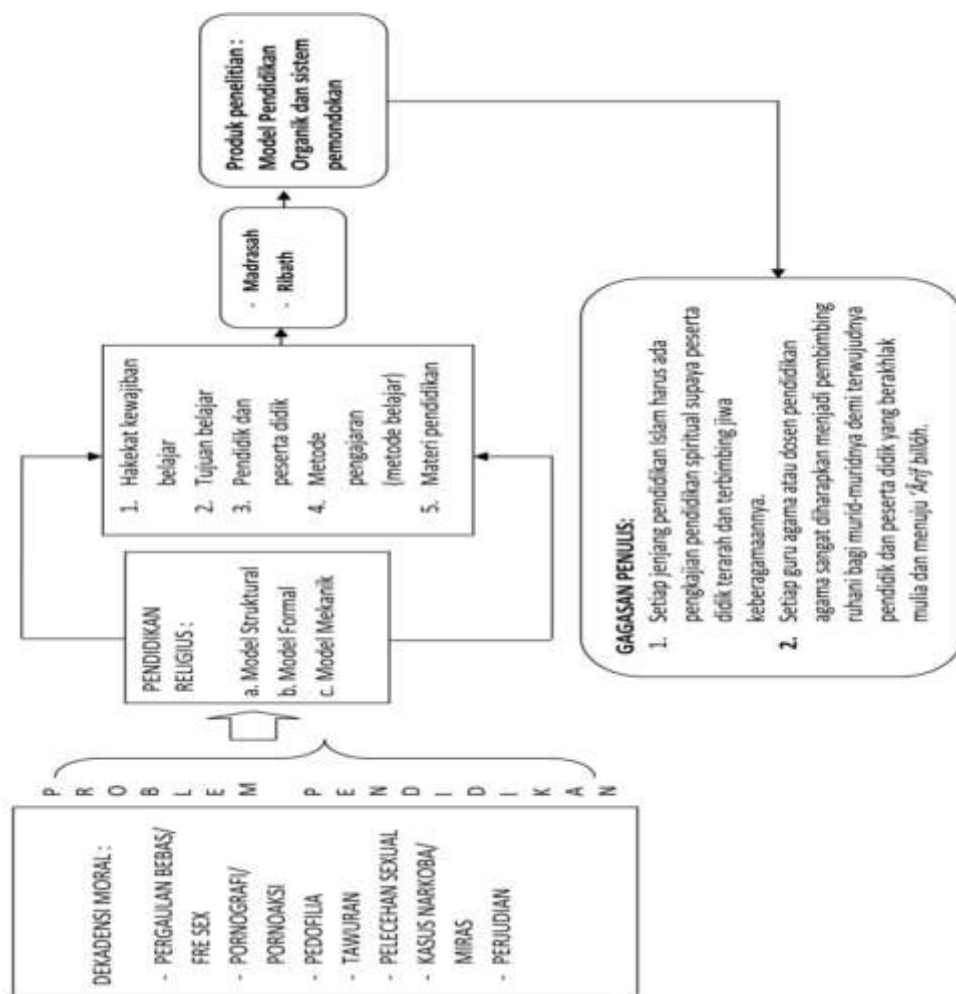 DEKADENSI MORAL :
- PERGAULAN BEBAS/
FRE SEX
- PORNOGRAFI/
PORNOAKSI
- PEDOFILIA
- TAWURAN
- PELECEHAN SEXUAL
- KASUS NARKOBA/
MIRAS
- PERJUDIAN
PROBLEM PENDIDIKAN
PENDIDIKAN
RELIGIUS :
a. Model Struktural
b. Model Formal
c. Model Mekanik
1. Hakekat kewajiban
belajar
2. Tujuan belajar
3. Pendidik dan
peserta didik
4. Metode
pengajaran
(metode belajar)
5. Materi pendidikan
- Madrasah
- Ribath
Produk penelitian :
Model Pendidikan
Organik dan sistem
pemondokan
GAGASAN PENULIS:
1. Setiap jenjang pendidikan Islam harus ada
pengkajian pendidikan spiritual supaya peserta
didik terarah dan terbimbing jiwa
keberagamaannya.
2. Setiap guru agama atau dosen pendidikan
agama sangat diharapkan menjadi pembimbing
ruhani bagi murid-muridnya demi terwujudnya
pendidik dan peserta didik yang berakhlak
mulia dan menuju ‘Ârif billôh.